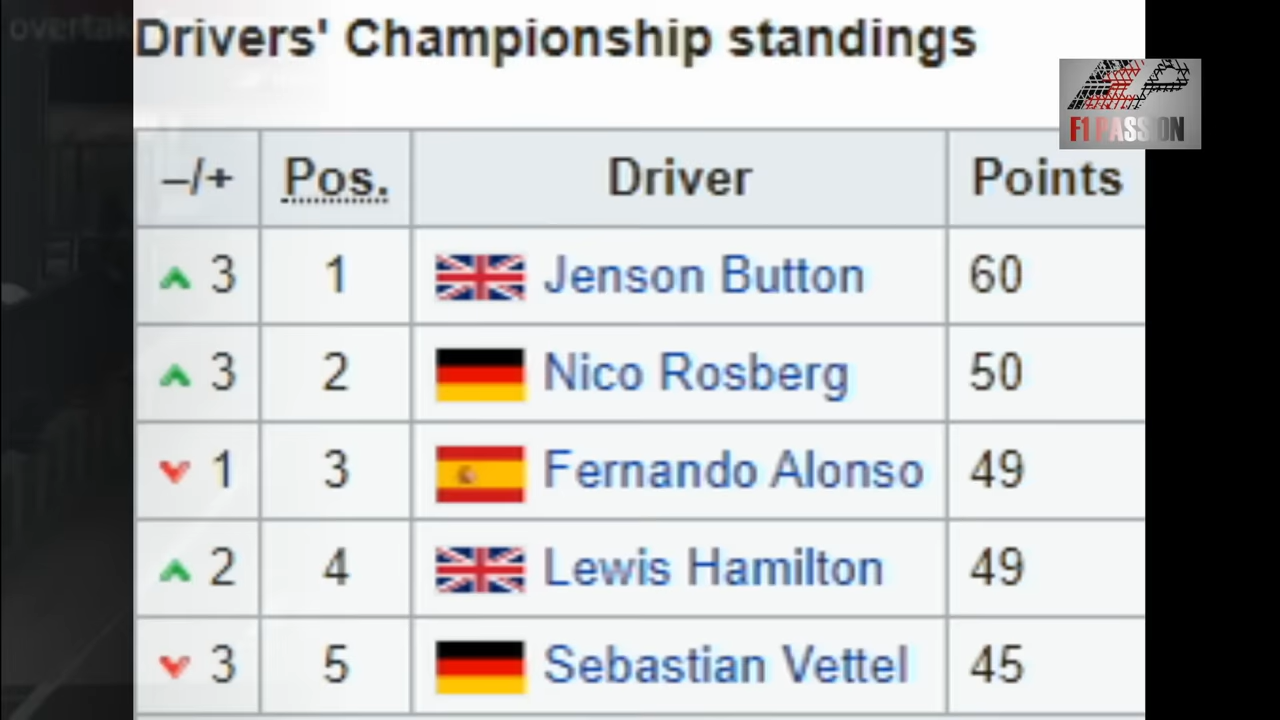 overtak
Drivers' Championship standings
F1 PASSION
–/+ Pos. Driver Points
3 1 Jenson Button 60
3 2 Nico Rosberg 50
1 3 Fernando Alonso 49
2 4 Lewis Hamilton 49
3 5 Sebastian Vettel 45